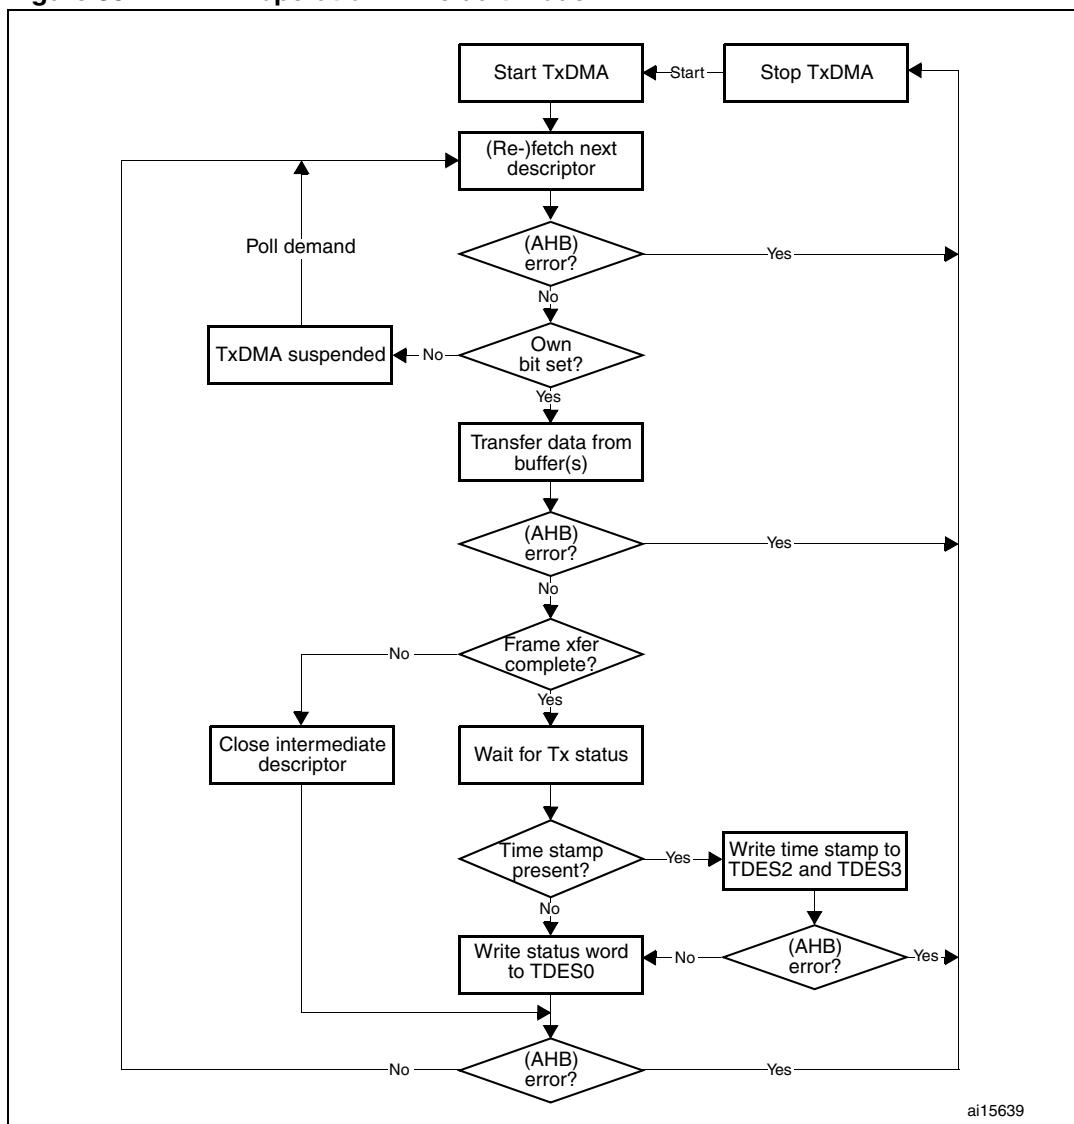 Start TxDMA
Start
Stop TxDMA
(Re-)fetch next
descriptor
Poll demand
(AHB)
error?
Yes
No
TxDMA suspended
No
Own
bit set?
Yes
Transfer data from
buffer(s)
(AHB)
error?
Yes
No
No
Frame xfer
complete?
Yes
Close intermediate
descriptor
Wait for Tx status
Time stamp
present?
Yes
Write time stamp to
TDES2 and TDES3
No
Write status word
to TDES0
No
(AHB)
error?
Yes
No
(AHB)
error?
Yes
ai15639